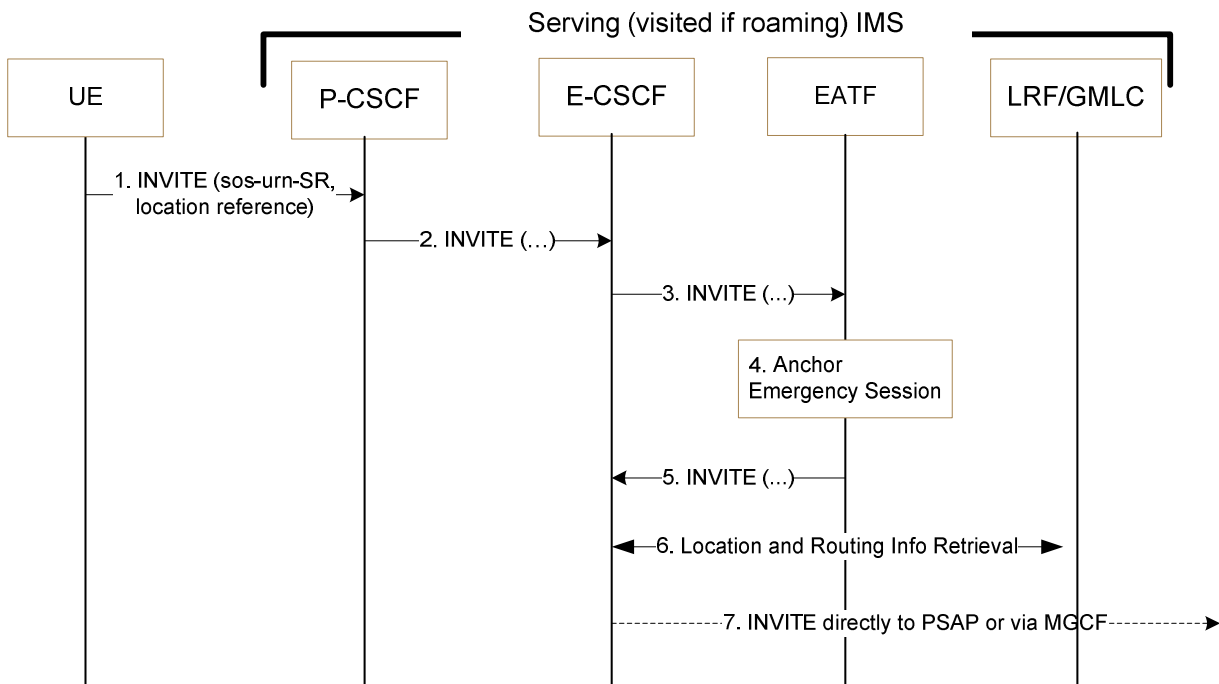 Serving (visited if roaming) IMS
UE
P-CSCF
E-CSCF
EATF
LRF/GMLC
1. INVITE (sos-urn-SR,
location reference)
2. INVITE (…)
3. INVITE (...)
4. Anchor
Emergency Session
5. INVITE (...)
6. Location and Routing Info Retrieval
7. INVITE directly to PSAP or via MGCF